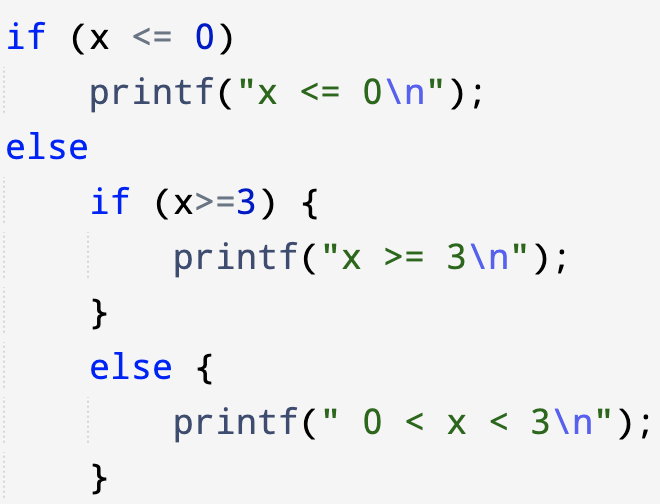 if (x <= 0)
    printf("x <= 0\n");
else
    if (x>=3) {
        printf("x >= 3\n");
    }
    else {
        printf(" 0 < x < 3\n");
    }